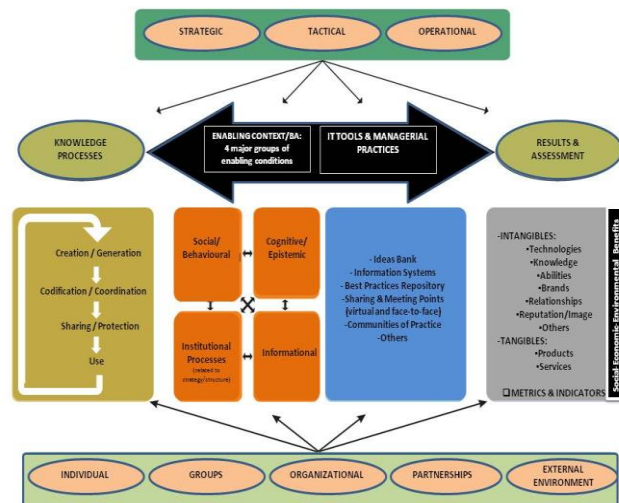 STRATEGIC
TACTICAL
OPERATIONAL
KNOWLEDGE
PROCESSES
ENABLING CONTEXT/BA:
4 major groups of
enabling conditions
IT TOOLS & MANAGERIAL
PRACTICES
RESULTS &
ASSESSMENT
Creation / Generation
Codification / Coordination
Sharing / Protection
Use
Social/
Behavioural
Cognitive/
Epistemic
Institutional
Processes
(related to
strategy/structure)
Informational
- Ideas Bank
- Information Systems
- Best Practices Repository
- Sharing & Meeting Points
(virtual and face-to-face)
-Communities of Practice
-Others
-INTANGIBLES:
•Technologies
•Knowledge
•Abilities
•Brands
•Relationships
•Reputation/Image
•Others
-TANGIBLES:
•Products
•Services
❑METRICS & INDICATORS
Social-Economic-Environmental Benefits
INDIVIDUAL
GROUPS
ORGANIZATIONAL
PARTNERSHIPS
EXTERNAL
ENVIRONMENT